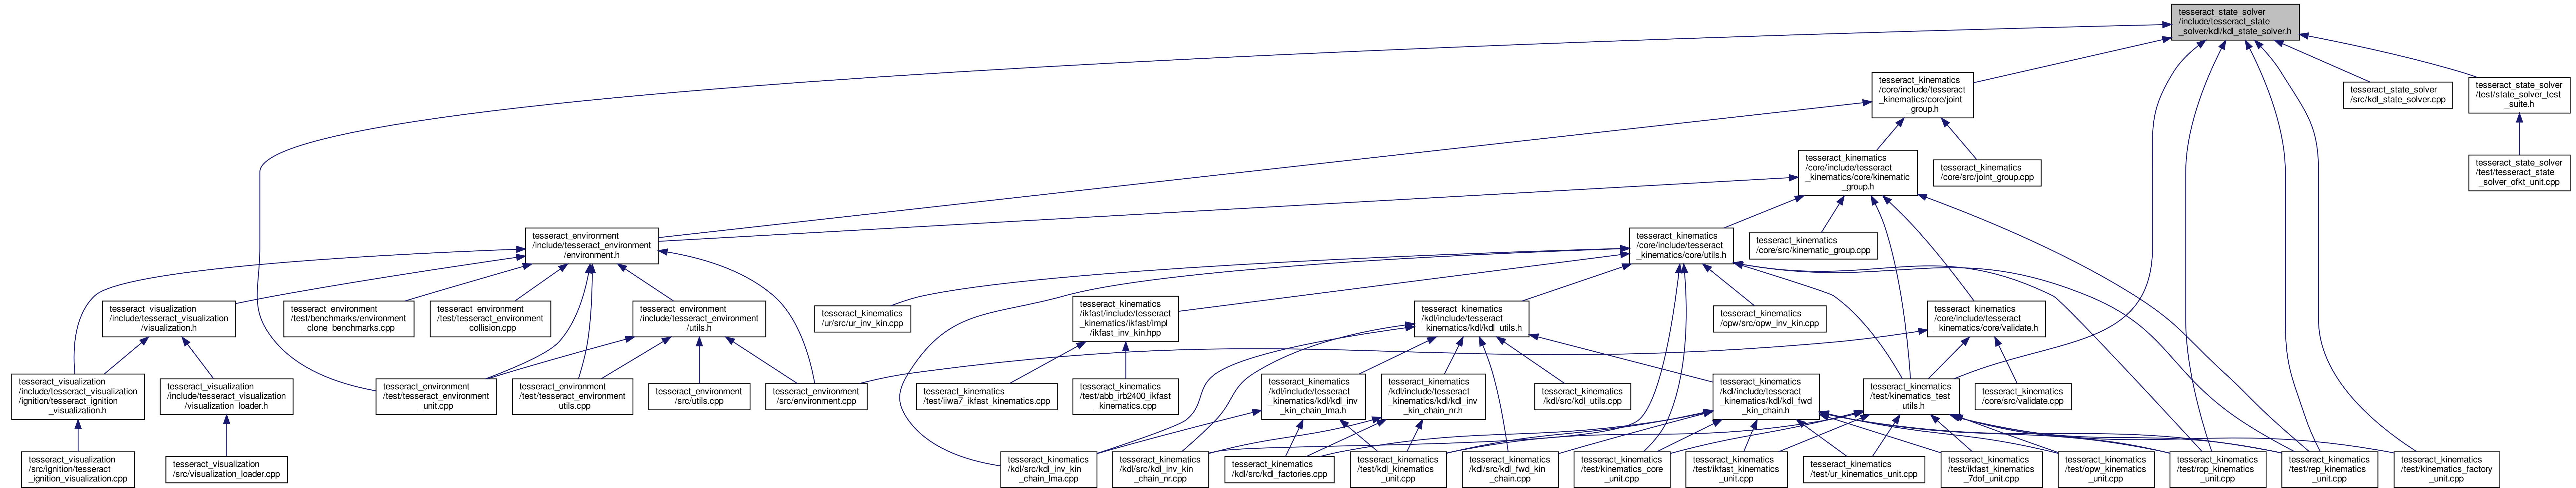 tesseract_state_solver
/include/tesseract_state
_solver/kdl/kdl_state_solver.h
tesseract_kinematics
/core/include/tesseract
_kinematics/core/joint
_group.h
tesseract_state_solver
/src/kdl_state_solver.cpp
tesseract_state_solver
/test/state_solver_test
_suite.h
tesseract_kinematics
/core/include/tesseract
_kinematics/core/kinematic
_group.h
tesseract_kinematics
/core/src/joint_group.cpp
tesseract_state_solver
/test/tesseract_state
_solver_ofkt_unit.cpp
tesseract_environment
/include/tesseract_environment
/environment.h
tesseract_kinematics
/core/include/tesseract
_kinematics/core/utils.h
tesseract_kinematics
/core/src/kinematic_group.cpp
tesseract_visualization
/include/tesseract_visualization
/visualization.h
tesseract_environment
/test/benchmarks/environment
_clone_benchmarks.cpp
tesseract_environment
/test/tesseract_environment
_collision.cpp
tesseract_environment
/include/tesseract_environment
/utils.h
tesseract_kinematics
/ur/src/ur_inv_kin.cpp
tesseract_kinematics
/ikfast/include/tesseract
_kinematics/ikfast/impl
/ikfast_inv_kin.hpp
tesseract_kinematics
/kdl/include/tesseract
_kinematics/kdl/kdl_utils.h
tesseract_kinematics
/opw/src/opw_inv_kin.cpp
tesseract_kinematics
/core/include/tesseract
_kinematics/core/validate.h
tesseract_visualization
/include/tesseract_visualization
/ignition/tesseract_ignition
_visualization.h
tesseract_visualization
/include/tesseract_visualization
/visualization_loader.h
tesseract_environment
/test/tesseract_environment
_unit.cpp
tesseract_environment
/test/tesseract_environment
_utils.cpp
tesseract_environment
/src/utils.cpp
tesseract_environment
/src/environment.cpp
tesseract_kinematics
/test/iiwa7_ikfast_kinematics.cpp
tesseract_kinematics
/test/abb_irb2400_ikfast
_kinematics.cpp
tesseract_kinematics
/kdl/include/tesseract
_kinematics/kdl/kdl_inv
_kin_chain_lma.h
tesseract_kinematics
/kdl/include/tesseract
_kinematics/kdl/kdl_inv
_kin_chain_nr.h
tesseract_kinematics
/kdl/src/kdl_utils.cpp
tesseract_kinematics
/kdl/include/tesseract
_kinematics/kdl/kdl_fwd
_kin_chain.h
tesseract_kinematics
/test/kinematics_test
_utils.h
tesseract_kinematics
/core/src/validate.cpp
tesseract_visualization
/src/ignition/tesseract
_ignition_visualization.cpp
tesseract_visualization
/src/visualization_loader.cpp
tesseract_kinematics
/kdl/src/kdl_inv_kin
_chain_lma.cpp
tesseract_kinematics
/kdl/src/kdl_inv_kin
_chain_nr.cpp
tesseract_kinematics
/kdl/src/kdl_factories.cpp
tesseract_kinematics
/test/kdl_kinematics
_unit.cpp
tesseract_kinematics
/kdl/src/kdl_fwd_kin
_chain.cpp
tesseract_kinematics
/test/kinematics_core
_unit.cpp
tesseract_kinematics
/test/ikfast_kinematics
_unit.cpp
tesseract_kinematics
/test/ur_kinematics_unit.cpp
tesseract_kinematics
/test/ikfast_kinematics
_7dof_unit.cpp
tesseract_kinematics
/test/opw_kinematics
_unit.cpp
tesseract_kinematics
/test/rop_kinematics
_unit.cpp
tesseract_kinematics
/test/rep_kinematics
_unit.cpp
tesseract_kinematics
/test/kinematics_factory
_unit.cpp